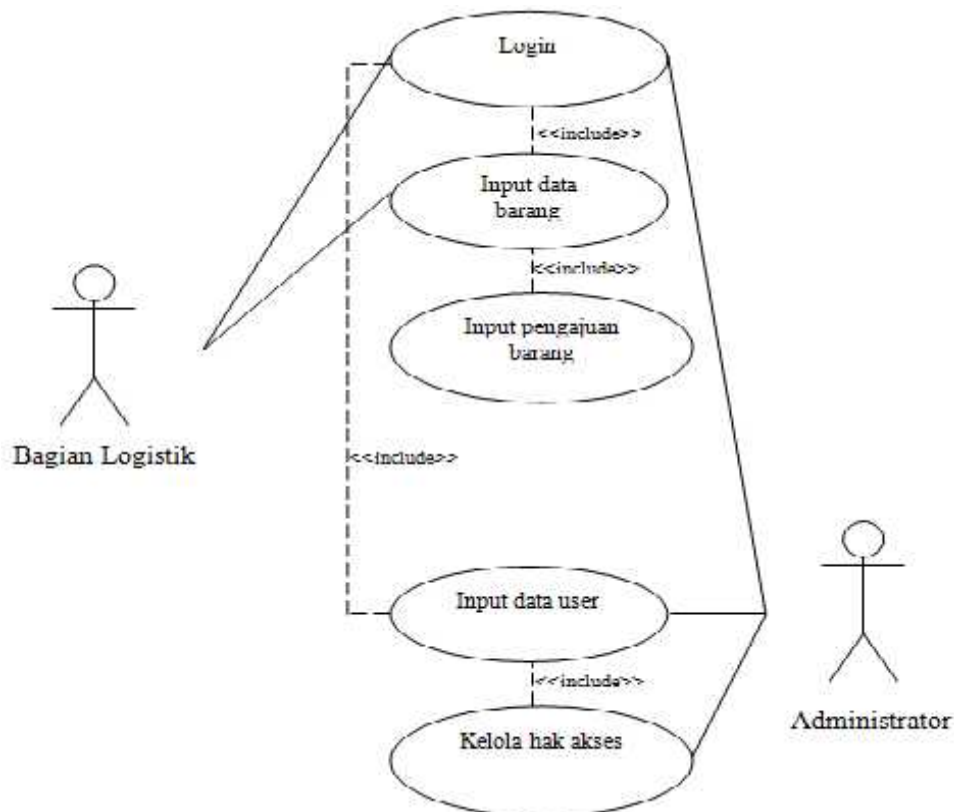 Login
<<include>>
Input data
barang
<<include>>
Input pengajuan
barang
Bagian Logistik
<<include>>
Input data user
<<include>>
Administrator
Kelola hak akses